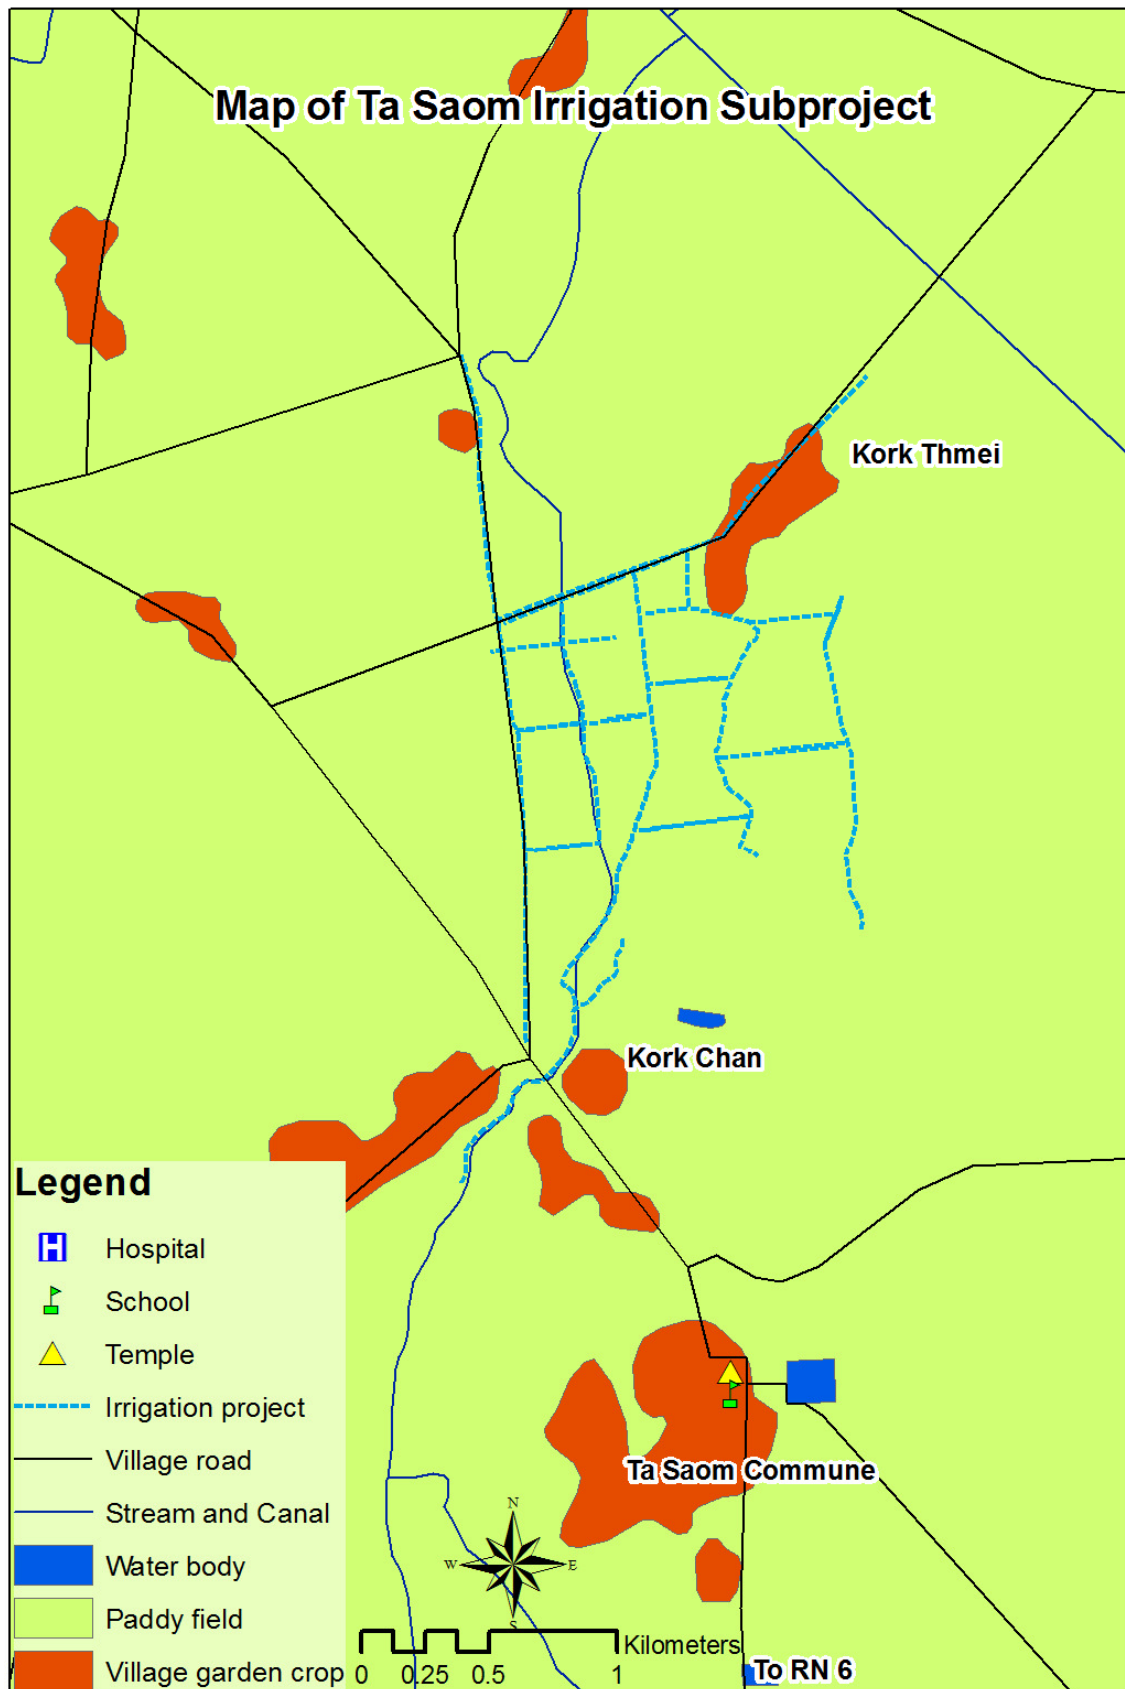 Map of Ta Saom Irrigation Subproject
Kork Thmei
Kork Chan
Legend
Hospital
School
Temple
Irrigation project
Village road
Stream and Canal
Water body
Paddy field
Village garden crop
Ta Saom Commune
N
W E
S
Kilometers
0 0.25 0.5 1
To RN 6